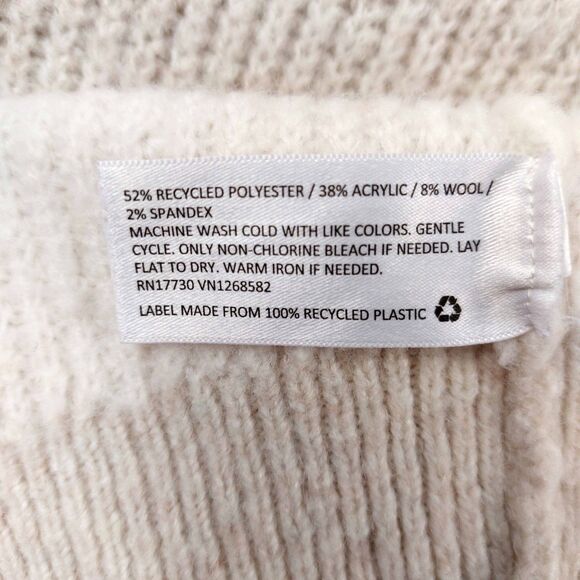 52% RECYCLED POLYESTER / 38% ACRYLIC / 8% WOOL /
2% SPANDEX
MACHINE WASH COLD WITH LIKE COLORS. GENTLE
CYCLE. ONLY NON-CHLORINE BLEACH IF NEEDED. LAY
FLAT TO DRY. WARM IRON IF NEEDED.
RN17730 VN1268582
LABEL MADE FROM 100% RECYCLED PLASTIC